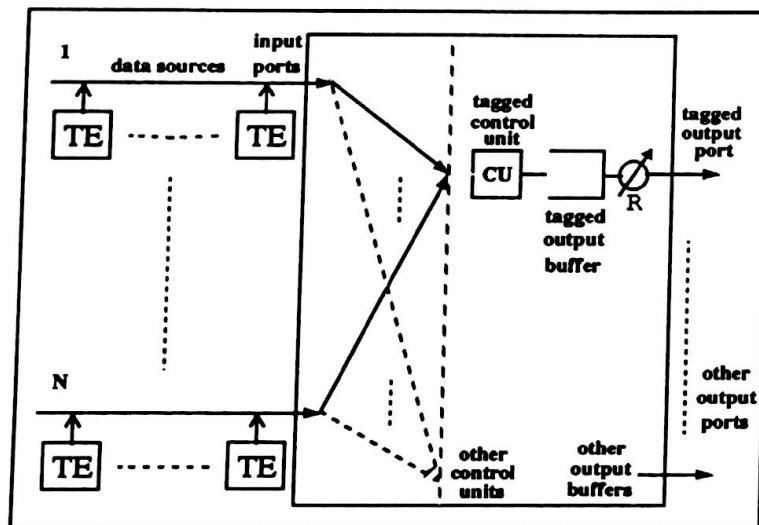 1
data sources
input
ports
TE
TE
tagged
control
unit
CU
tagged
output
buffer
R
tagged
output
port
N
TE
TE
other
control
units
other
output
buffers
other
output
ports